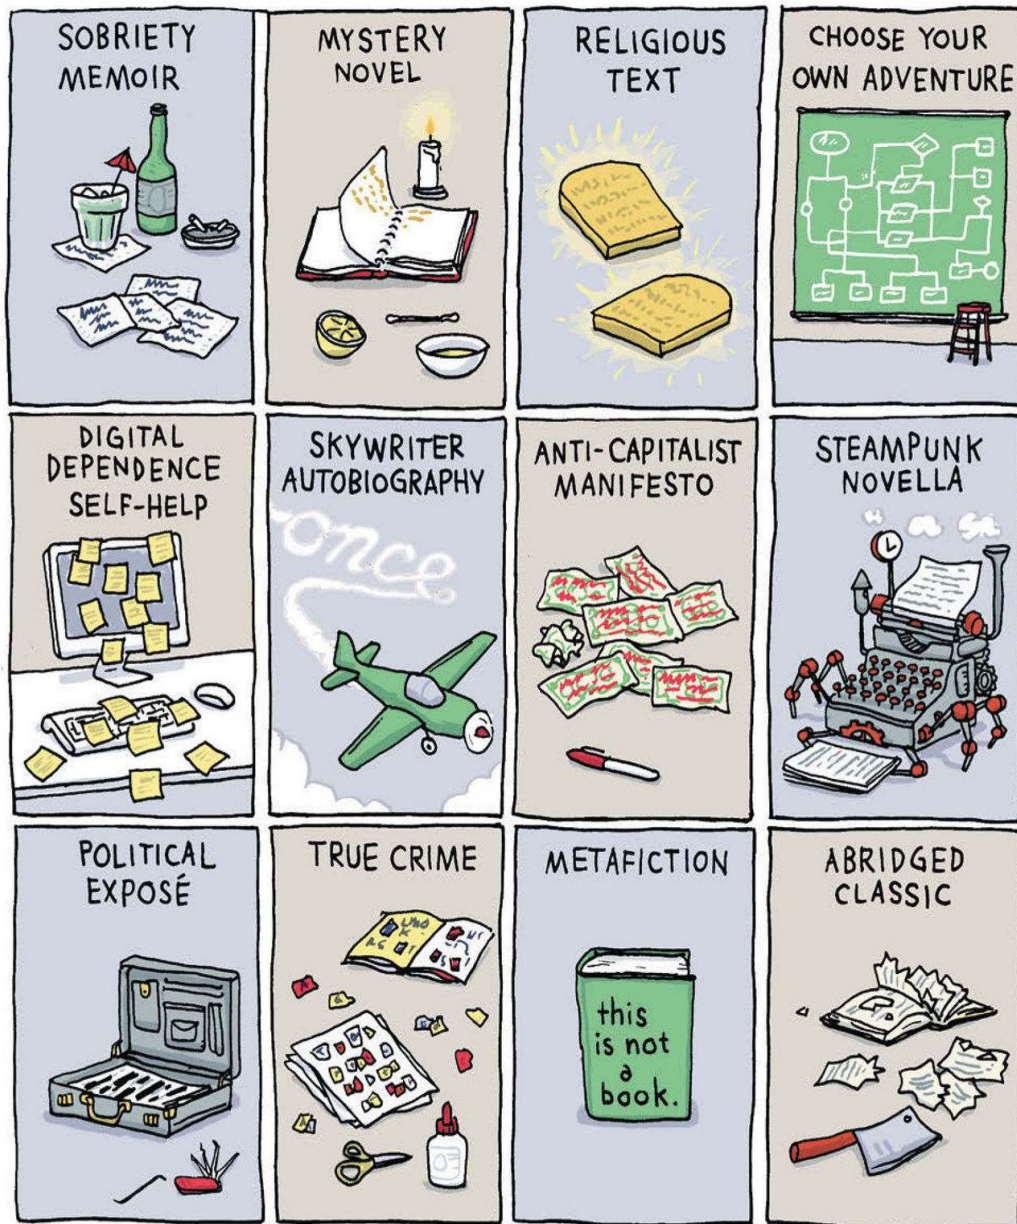 SOBRIETY
MEMOIR
MYSTERY
NOVEL
RELIGIOUS
TEXT
CHOOSE YOUR
OWN ADVENTURE
DIGITAL
DEPENDENCE
SELF-HELP
SKYWRITER
AUTOBIOGRAPHY
once
ANTI-CAPITALIST
MANIFESTO
STEAMPUNK
NOVELLA
POLITICAL
EXPOSÉ
TRUE CRIME
METAFICTION
this
is not
a
book.
ABRIDGED
CLASSIC